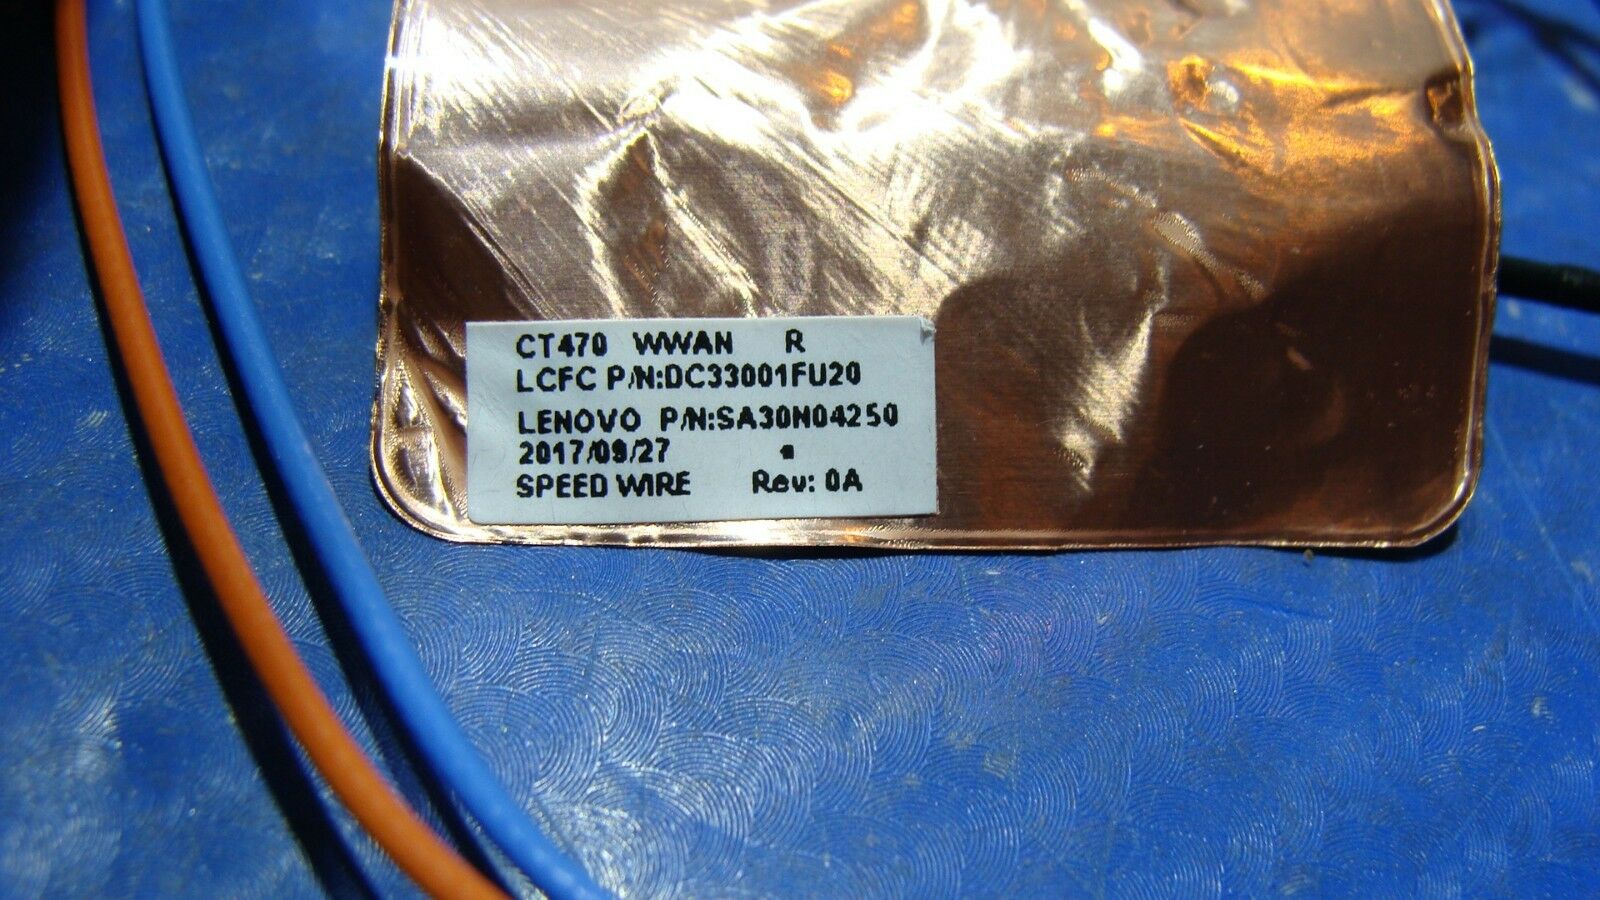 CT470 WWAN R
LCFC P/N:DC33001FU20
LENOVO P/N:SA30N04250
2017/09/27
SPEED WIRE Rev: 0A